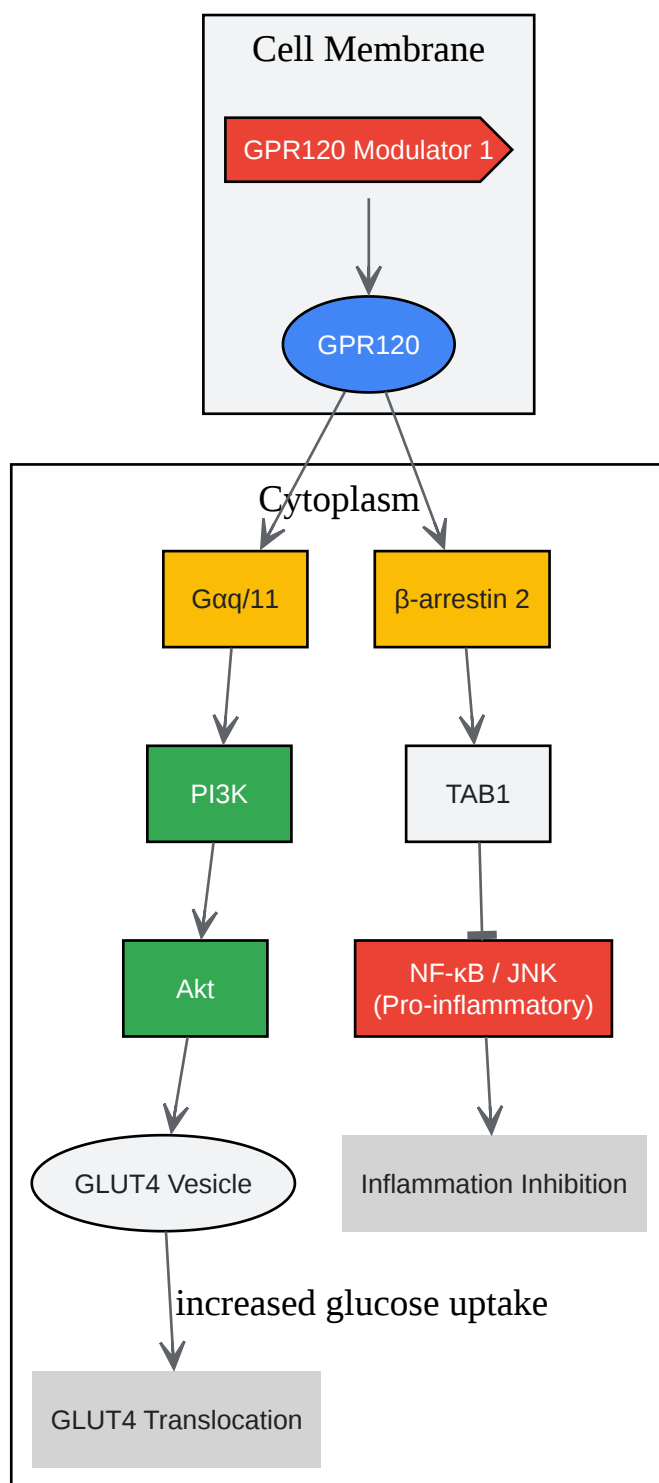 Cell Membrane
GPR120 Modulator 1
GPR120
Cytoplasm
Gαq/11
β-arrestin 2
PI3K
TAB1
Akt
NF-κB / JNK
(Pro-inflammatory)
GLUT4 Vesicle
Inflammation Inhibition
increased glucose uptake
GLUT4 Translocation